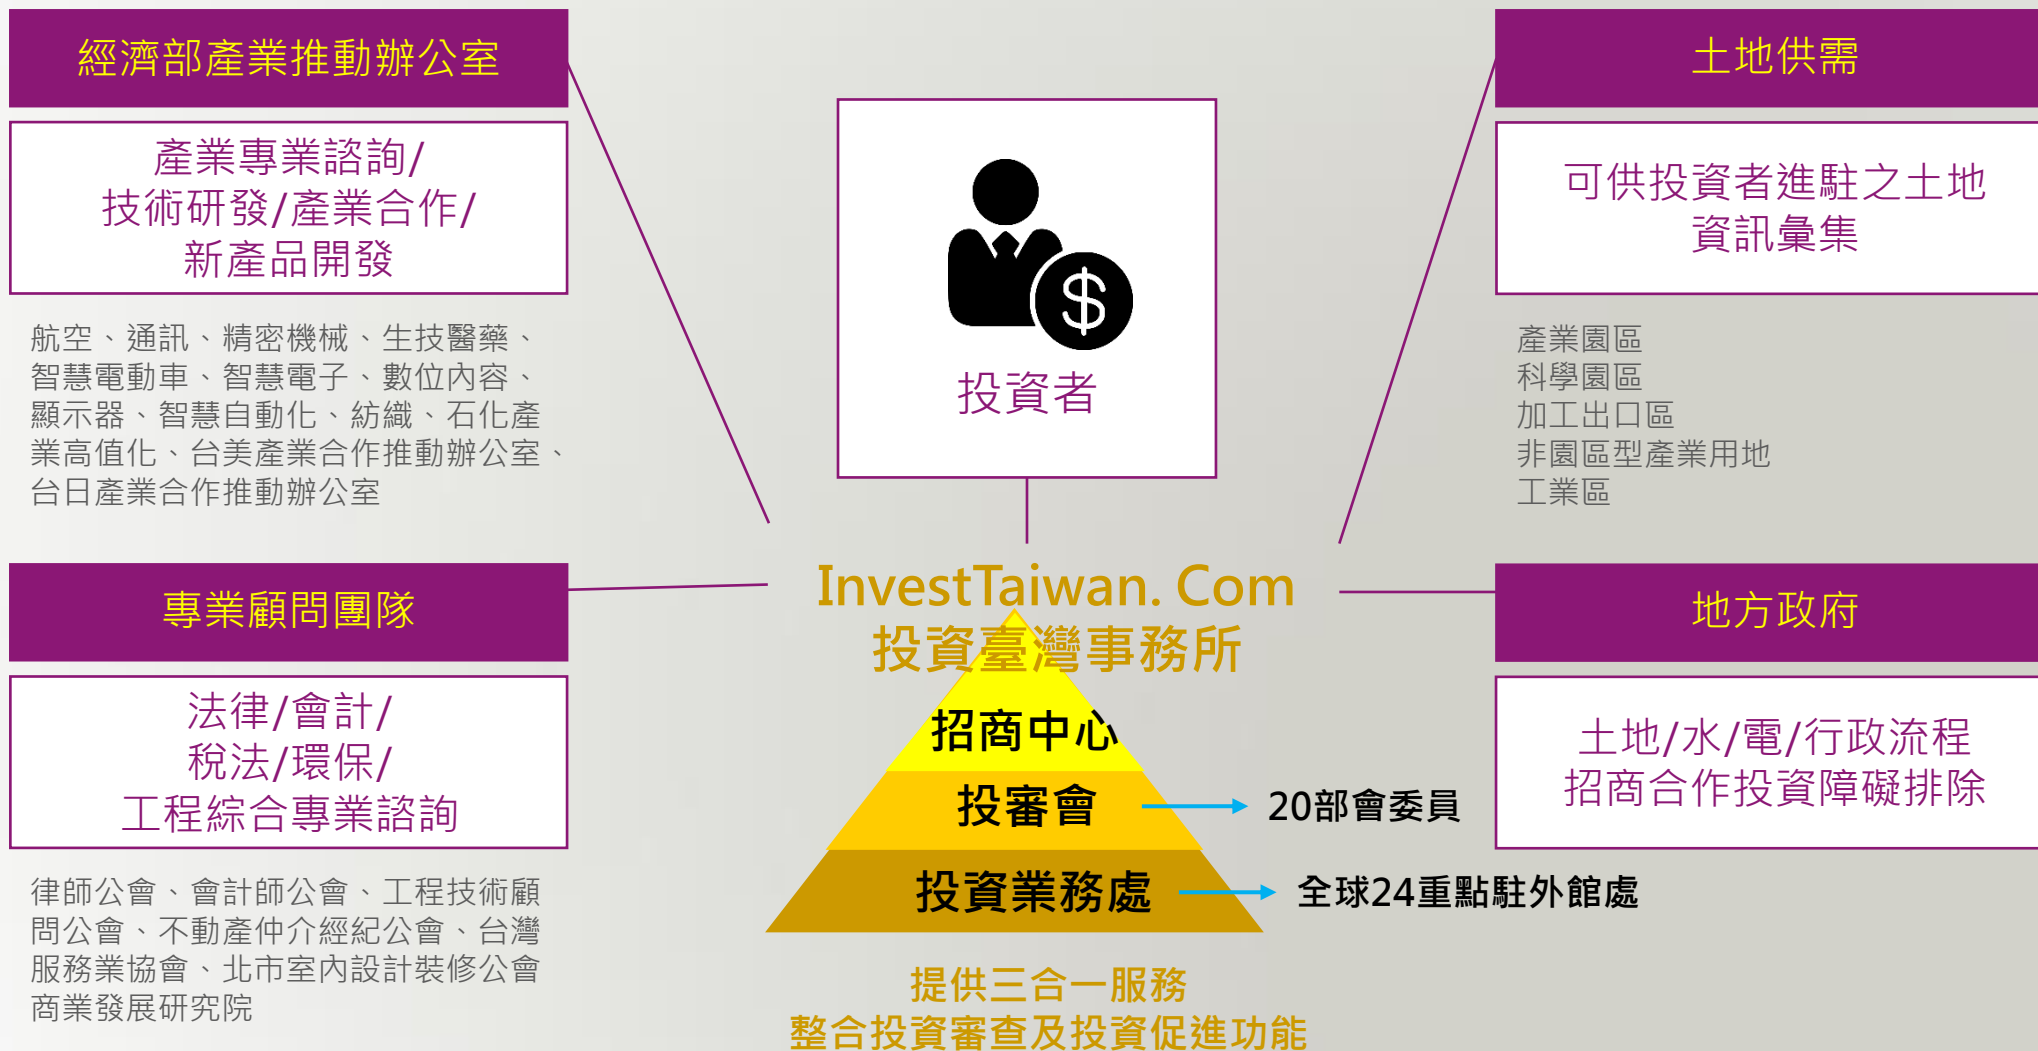 經濟部產業推動辦公室
產業專業諮詢/
技術研發/產業合作/
新產品開發
航空、通訊、精密機械、生技醫藥、
智慧電動車、智慧電子、數位內容、
顯示器、智慧自動化、紡織、石化產
業高值化、台美產業合作推動辦公室、
台日產業合作推動辦公室
專業顧問團隊
法律/會計/
稅法/環保/
工程綜合專業諮詢
律師公會、會計師公會、工程技術顧
問公會、不動產仲介經紀公會、台灣
服務業協會、北市室內設計裝修公會
商業發展研究院
$
投資者
InvestTaiwan. Com
投資臺灣事務所
招商中心
投審會
20部會委員
投資業務處
全球24重點駐外館處
提供三合一服務
整合投資審查及投資促進功能
土地供需
可供投資者進駐之土地
資訊彙集
產業園區
科學園區
加工出口區
非園區型產業用地
工業區
地方政府
土地/水/電/行政流程
招商合作投資障礙排除